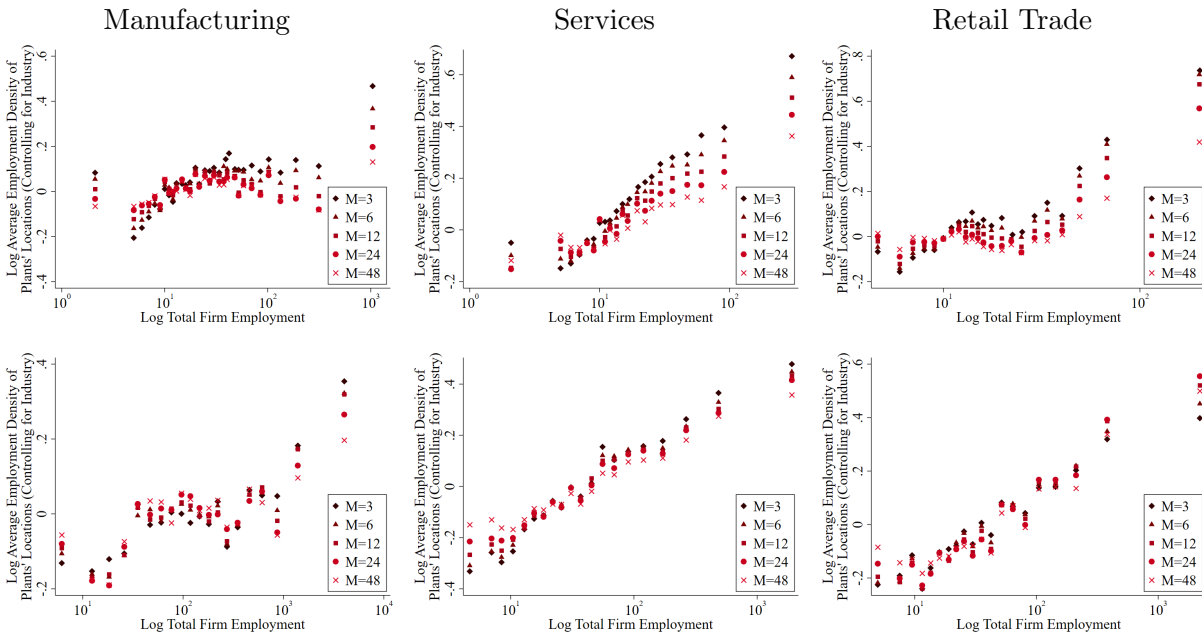 Manufacturing Services Retail Trade
Log Average Employment Density of
Plants' Locations (Controlling for Industry)
-.4 -.2 0 .2 .4 .6
M=3
M=6
M=12
M=24
M=48
10^0 10^1 10^2 10^3
Log Total Firm Employment
Log Average Employment Density of
Plants' Locations (Controlling for Industry)
-.2 0 .2 .4 .6
M=3
M=6
M=12
M=24
M=48
10^0 10^1 10^2
Log Total Firm Employment
Log Average Employment Density of
Plants' Locations (Controlling for Industry)
-.2 0 .2 .4 .6 .8
M=3
M=6
M=12
M=24
M=48
10^1 10^2
Log Total Firm Employment
Log Average Employment Density of
Plants' Locations (Controlling for Industry)
-.2 0 .2 .4
M=3
M=6
M=12
M=24
M=48
10^1 10^2 10^3 10^4
Log Total Firm Employment
Log Average Employment Density of
Plants' Locations (Controlling for Industry)
-.4 -.2 0 .2 .4
M=3
M=6
M=12
M=24
M=48
10^1 10^2 10^3
Log Total Firm Employment
Log Average Employment Density of
Plants' Locations (Controlling for Industry)
-.2 0 .2 .4 .6
M=3
M=6
M=12
M=24
M=48
10^1 10^2 10^3
Log Total Firm Employment